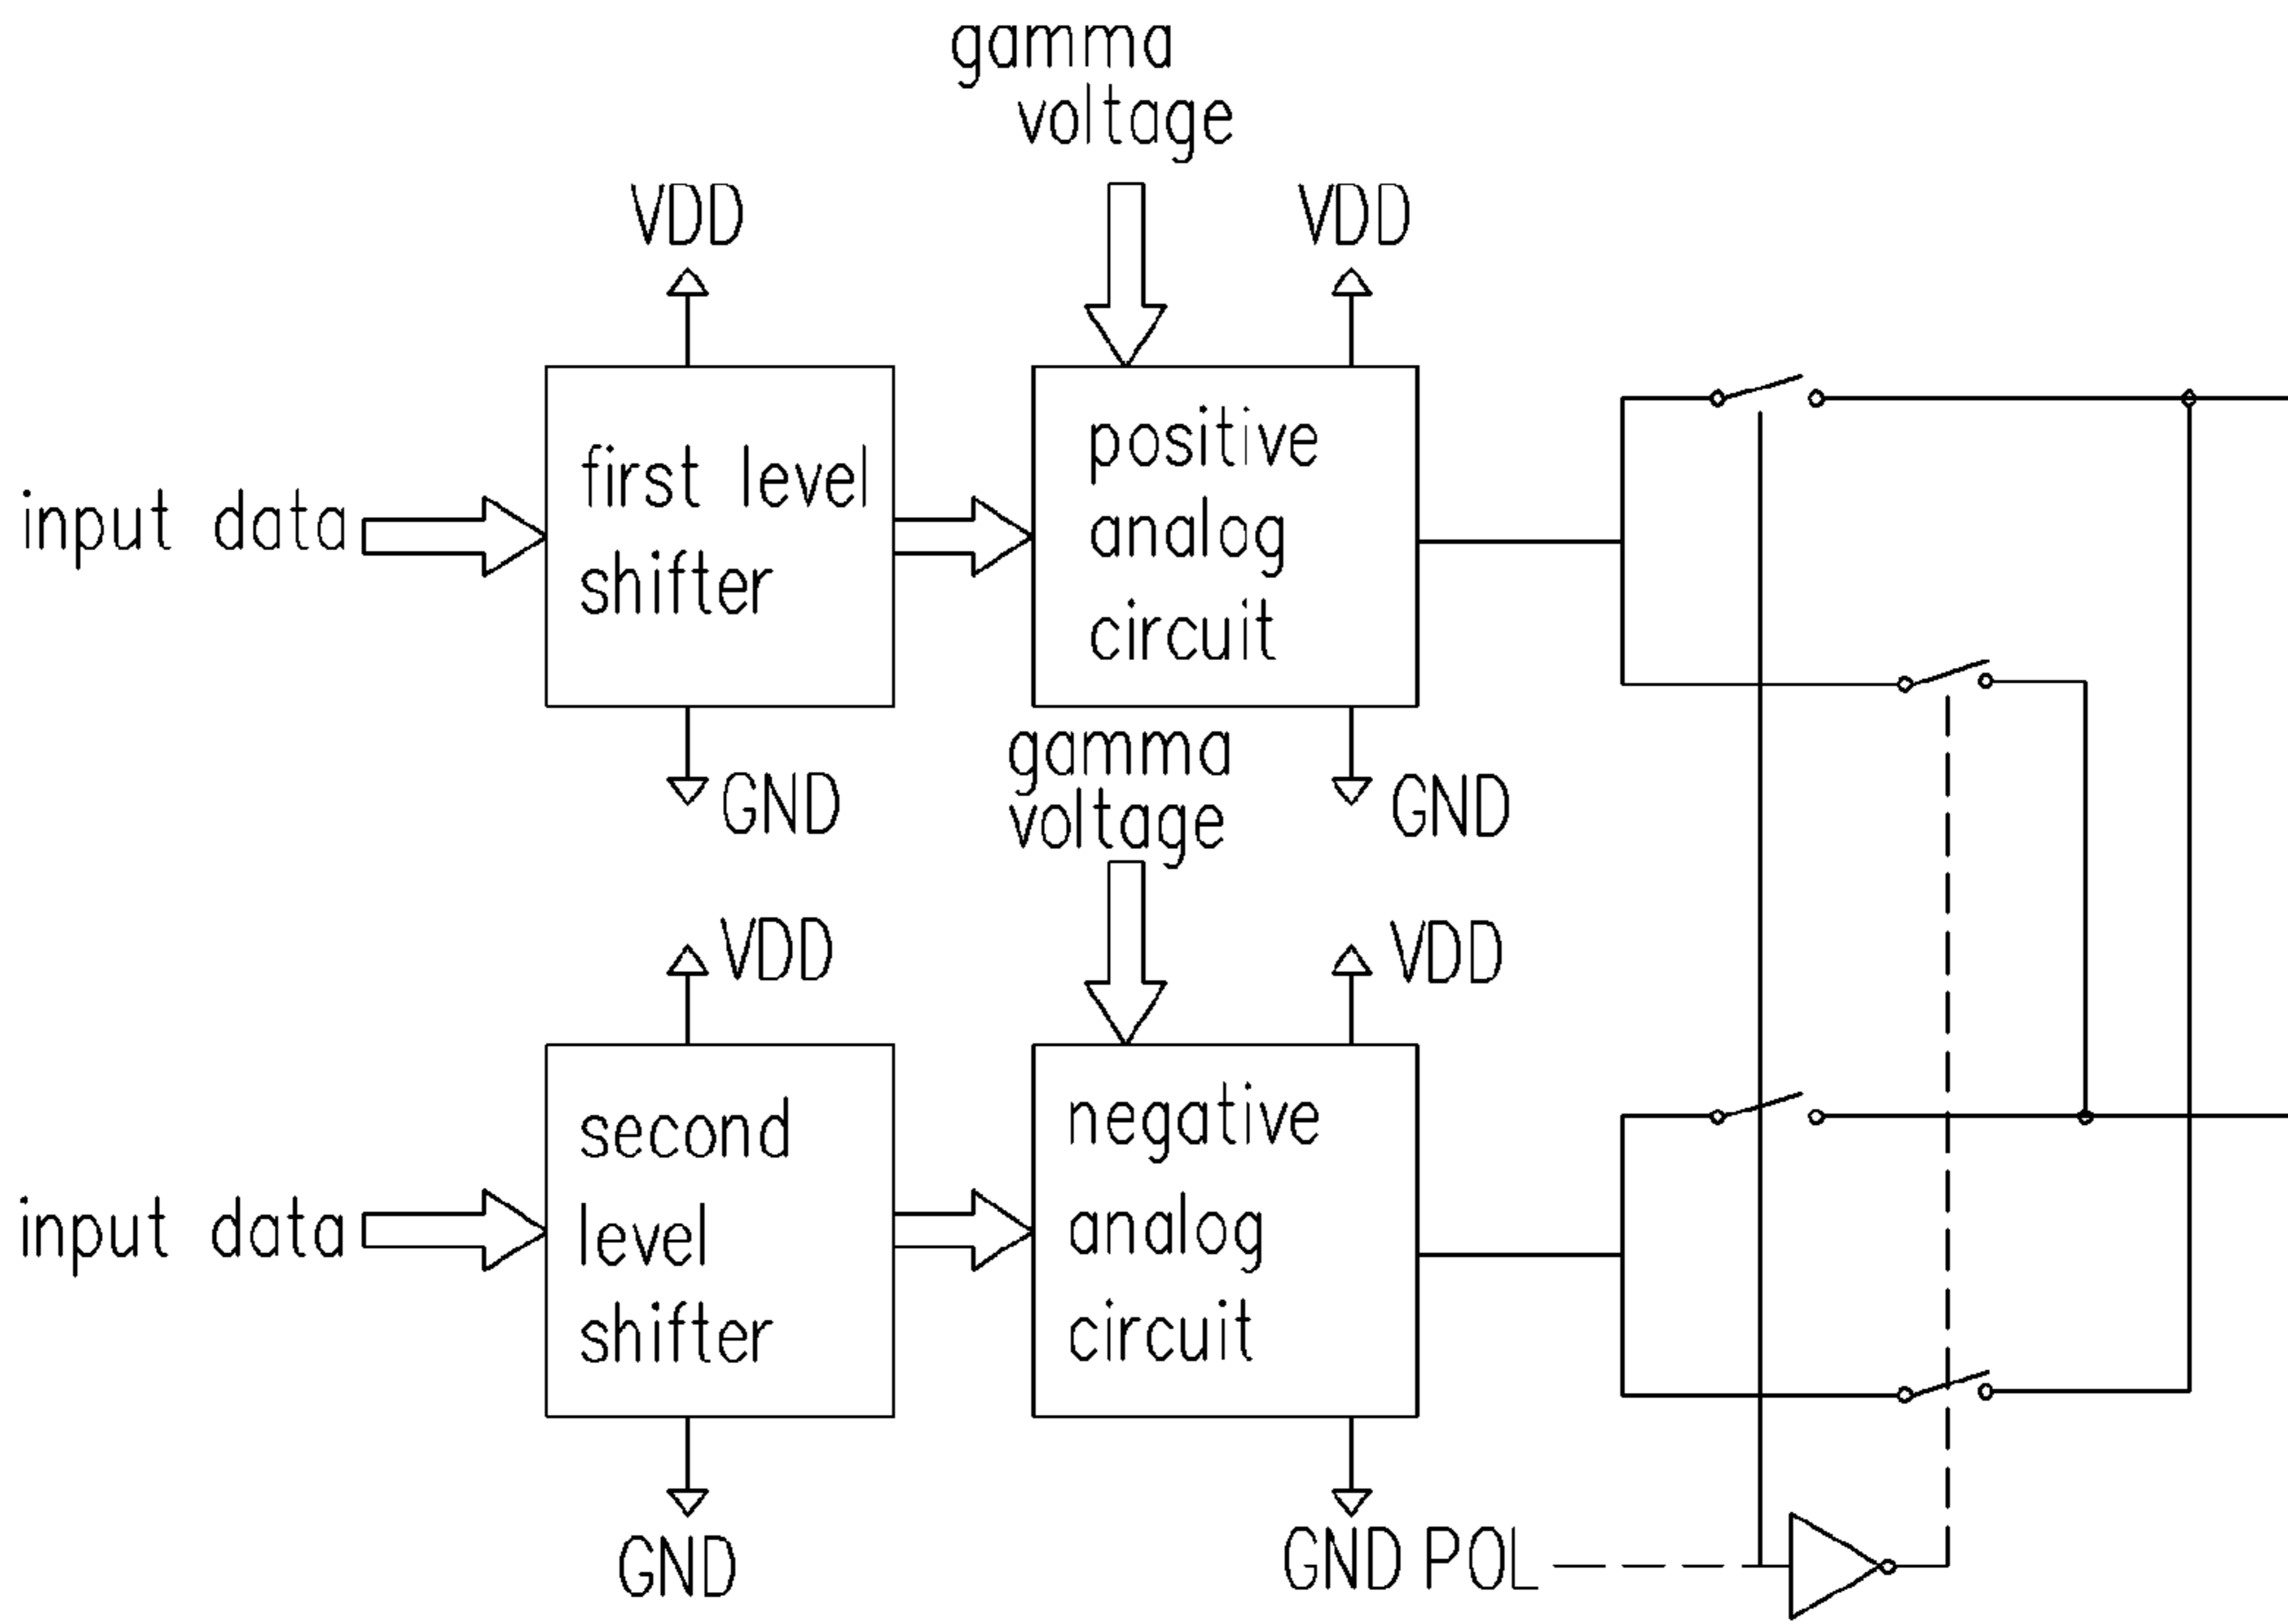 gamma
voltage
VDD
VDD
input data
first level
shifter
positive
analog
circuit
GND
gamma
voltage
GND
VDD
VDD
input data
second
level
shifter
negative
analog
circuit
GND
GND POL